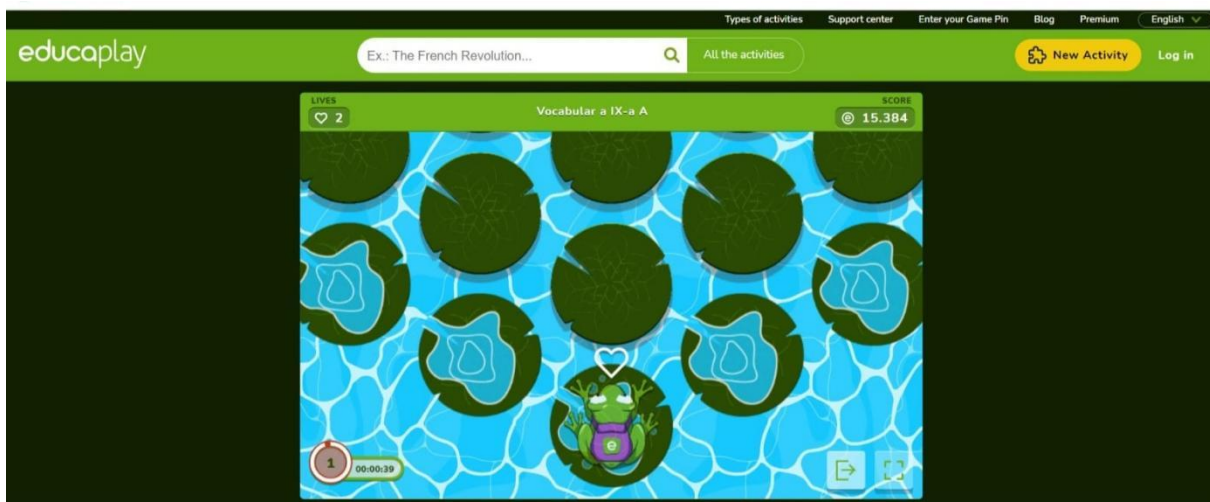 Types of activities Support center Enter your Game Pin Blog Premium English
educaplay Ex.: The French Revolution... All the activities New Activity Log in
LIVES SCORE
2 Vocabular a IX-a A 15.384
e
1 00:00:39